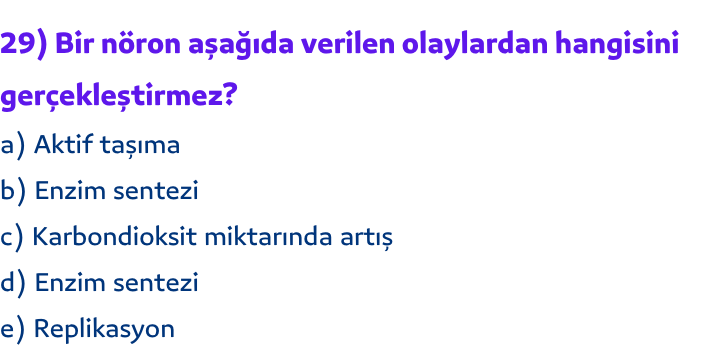 29) Bir nöron aşağıda verilen olaylardan hangisini
gerçekleştirmez?
a) Aktif taşıma
b) Enzim sentezi
c) Karbondioksit miktarında artış
d) Enzim sentezi
e) Replikasyon